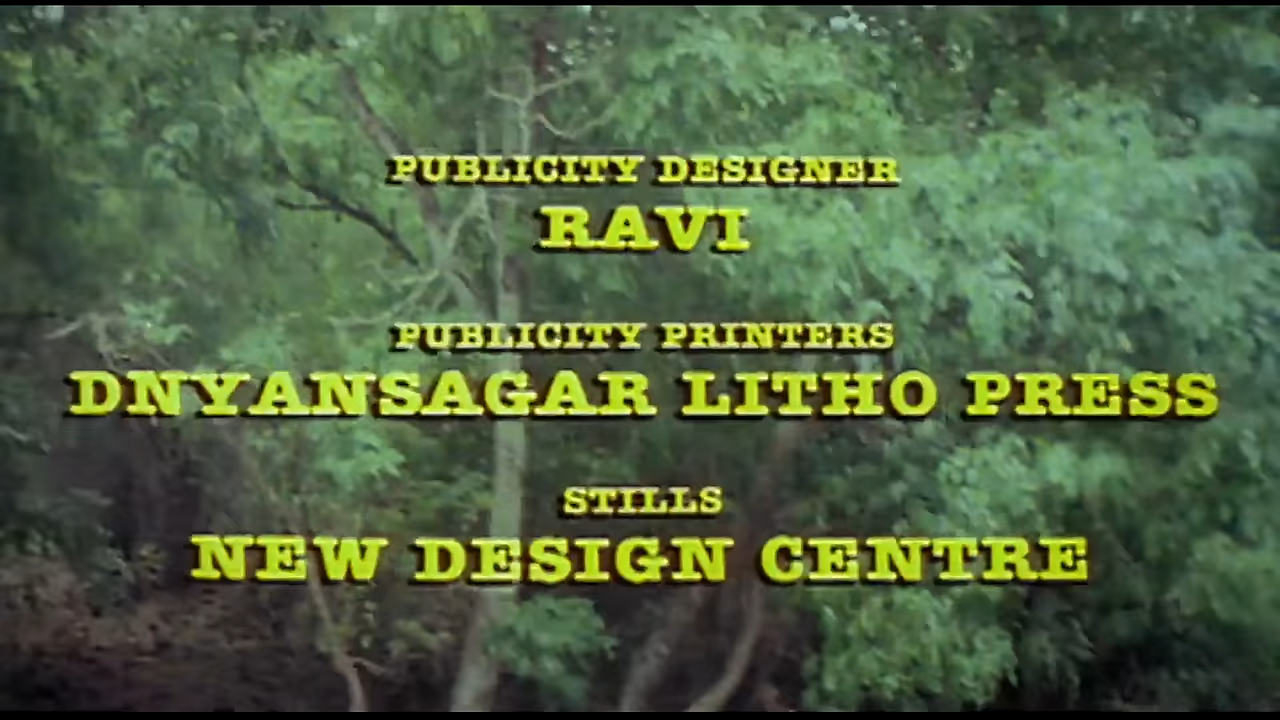 PUBLICITY DESIGNER
RAVI
PUBLICITY PRINTERS
DNYANSAGAR LITHO PRESS
STILLS
NEW DESIGN CENTRE